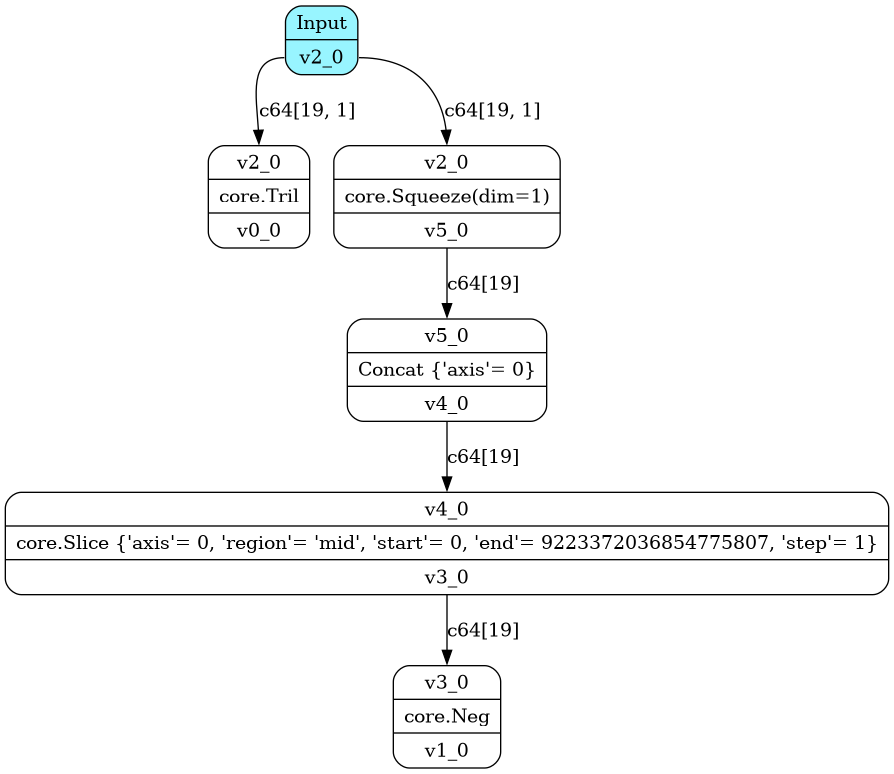 Input
v2_0
c64[19, 1]
c64[19, 1]
v2_0
core.Tril
v0_0
v2_0
core.Squeeze(dim=1)
v5_0
c64[19]
v5_0
Concat {'axis'= 0}
v4_0
c64[19]
v4_0
core.Slice {'axis'= 0, 'region'= 'mid', 'start'= 0, 'end'= 9223372036854775807, 'step'= 1}
v3_0
c64[19]
v3_0
core.Neg
v1_0